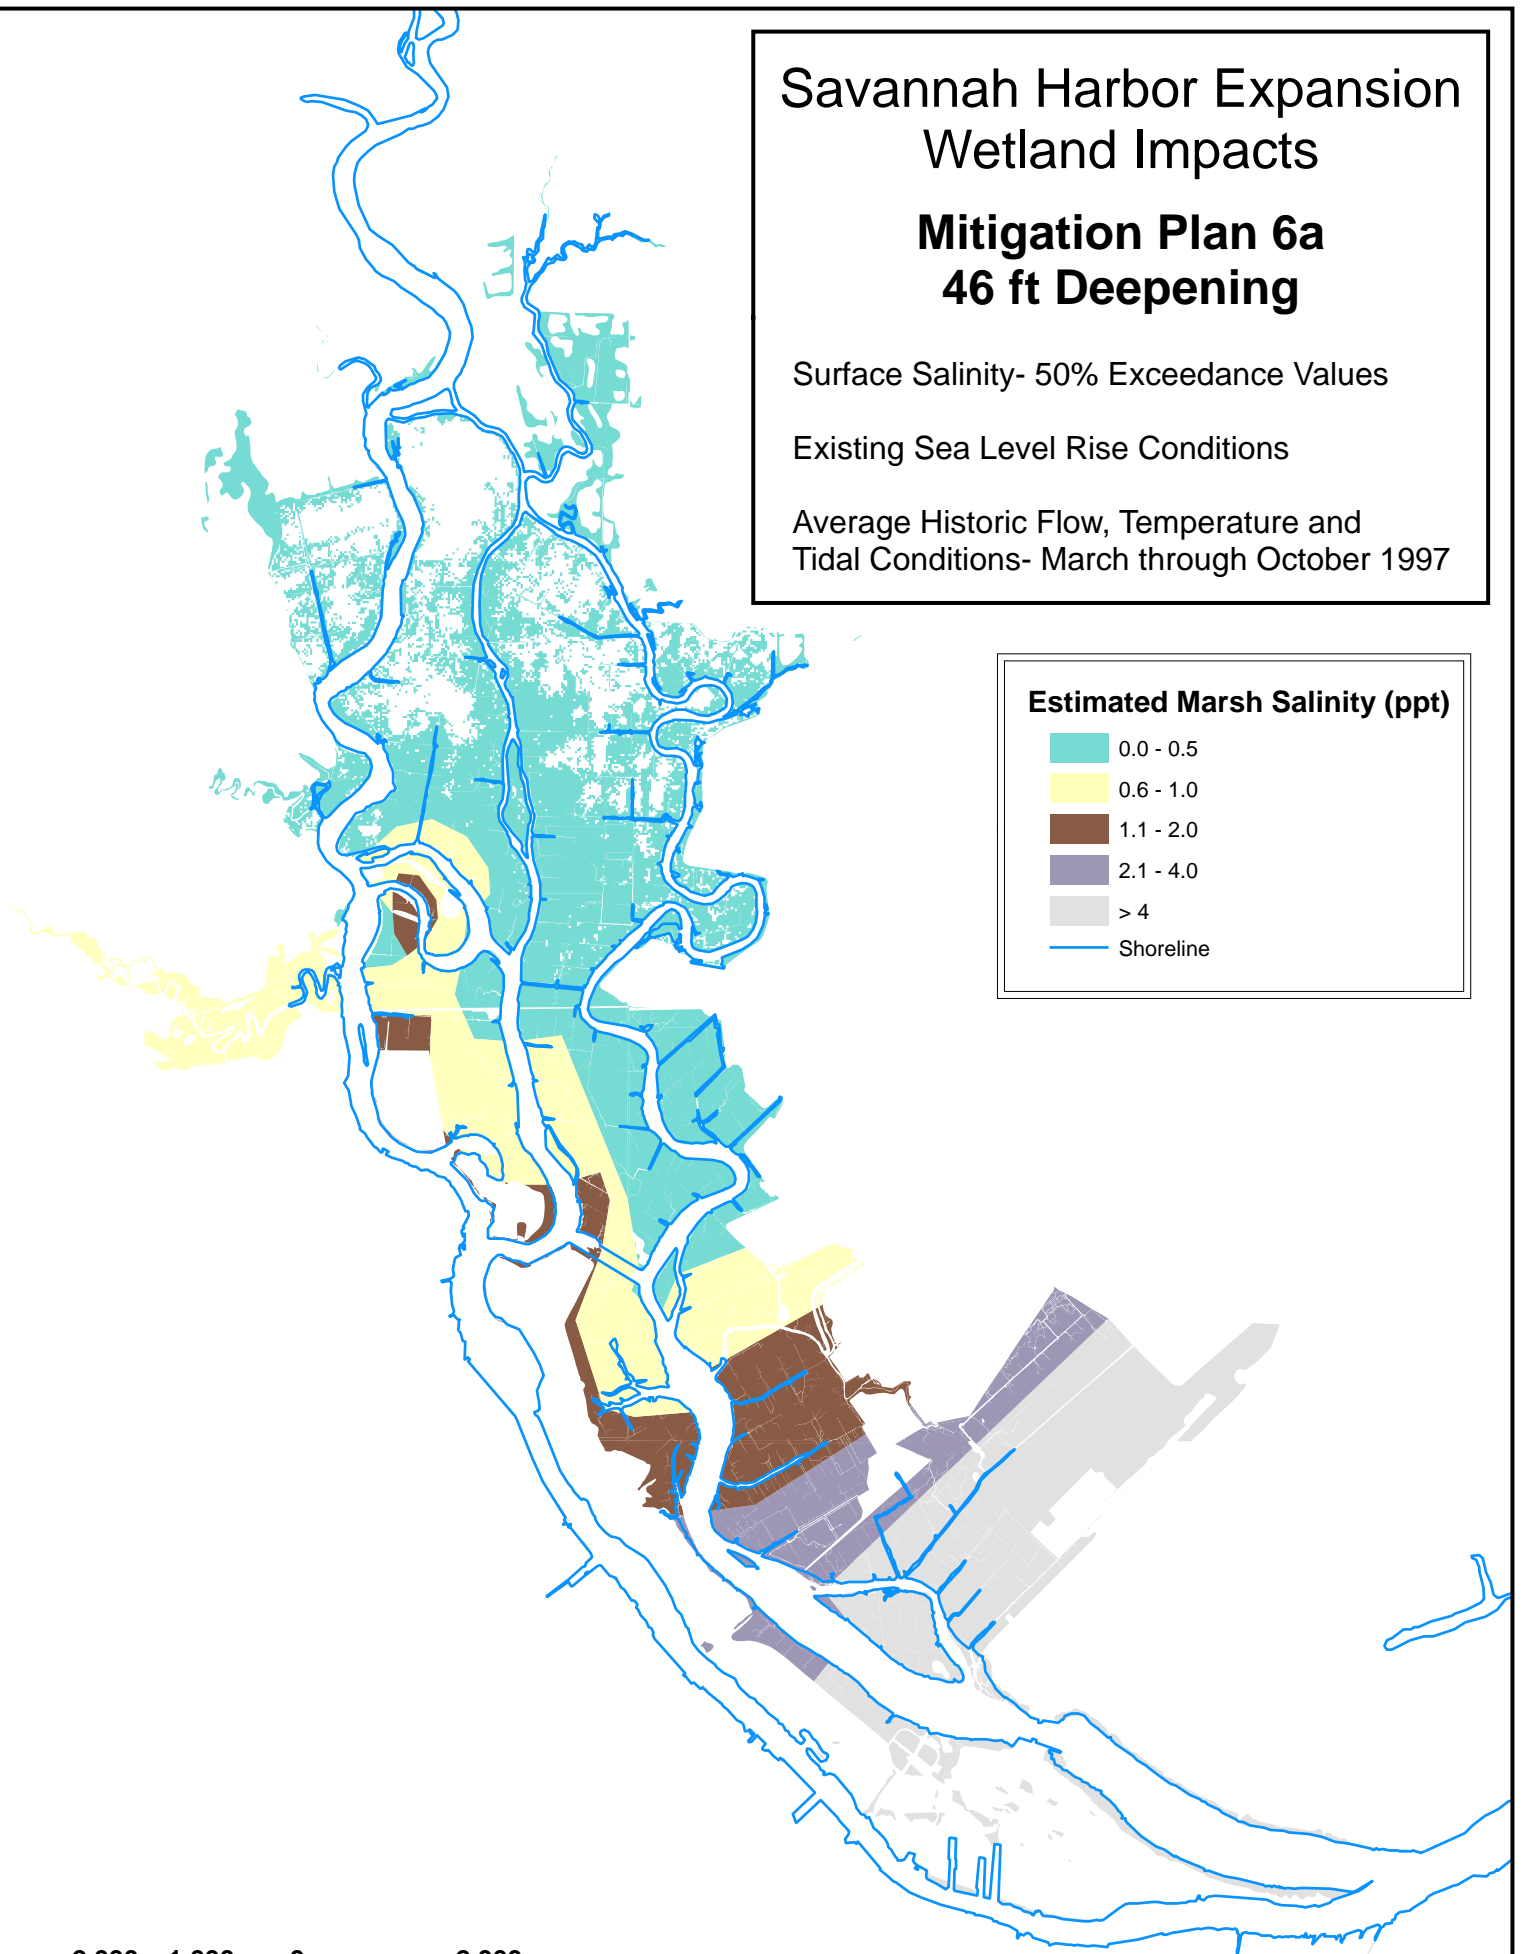 Savannah Harbor Expansion
Wetland Impacts
Mitigation Plan 6a
46 ft Deepening
Surface Salinity- 50% Exceedance Values
Existing Sea Level Rise Conditions
Average Historic Flow, Temperature and
Tidal Conditions- March through October 1997
Estimated Marsh Salinity (ppt)
0.0 - 0.5
0.6 - 1.0
1.1 - 2.0
2.1 - 4.0
> 4
Shoreline